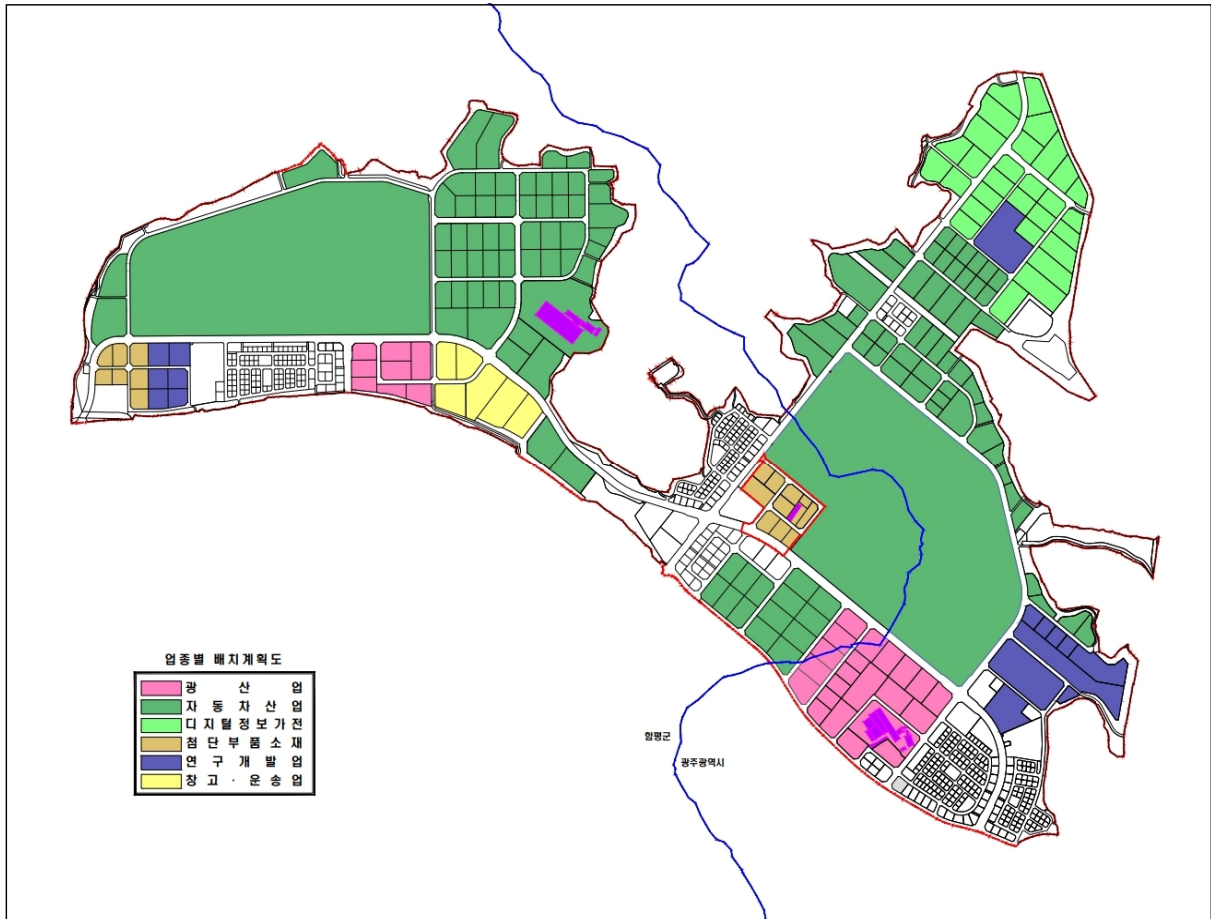 업종별 배치계획도
광 산 업
자 동 차 산 업
디 지 털 정 보 가 전
첨 단 부 품 소 재
연 구 개 발 업
창 고 · 운 송 업
함평군
광주광역시